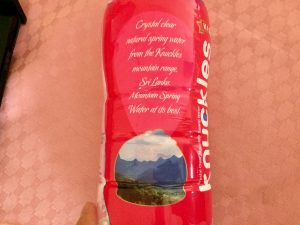 Crystal clear
natural spring water
from the Knuckles
mountain range,
Sri Lanka.
Mountain Spring
Water at its best.
knuckles